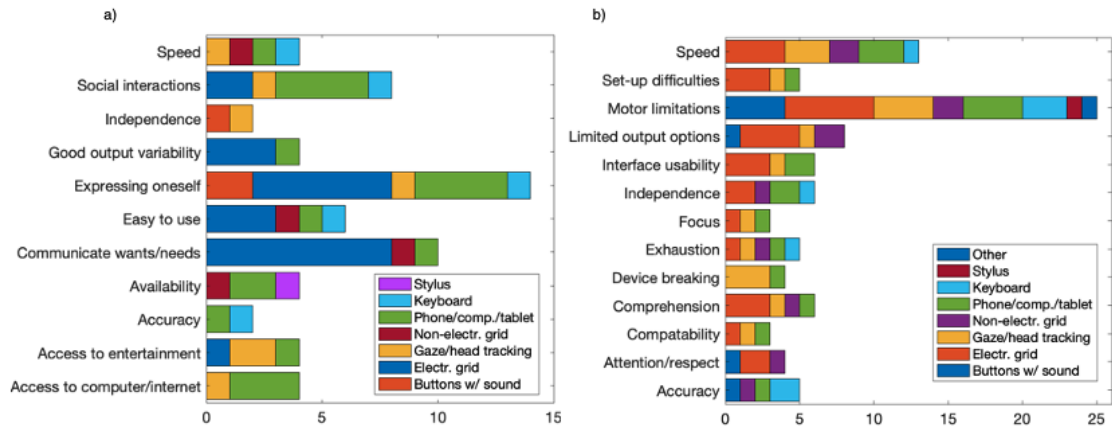 a)
Speed
Social interactions
Independence
Good output variability
Expressing oneself
Easy to use
Communicate wants/needs
Availability
Accuracy
Access to entertainment
Access to computer/internet
Stylus
Keyboard
Phone/comp./tablet
Non-electr. grid
Gaze/head tracking
Electr. grid
Buttons w/ sound
0 5 10 15
b)
Speed
Set-up difficulties
Motor limitations
Limited output options
Interface usability
Independence
Focus
Exhaustion
Device breaking
Comprehension
Compatability
Attention/respect
Accuracy
Other
Stylus
Keyboard
Phone/comp./tablet
Non-electr. grid
Gaze/head tracking
Electr. grid
Buttons w/ sound
0 5 10 15 20 25